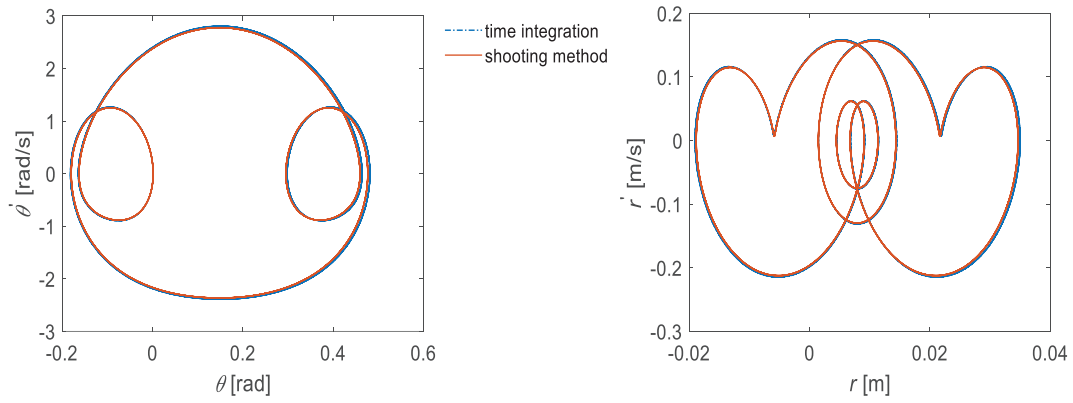 3
2
1
0
-1
-2
-3
-0.2 0 0.2 0.4 0.6
θ [rad]
θ' [rad/s]
time integration
shooting method
0.2
0.1
0
-0.1
-0.2
-0.3
-0.02 0 0.02 0.04
r [m]
r' [m/s]